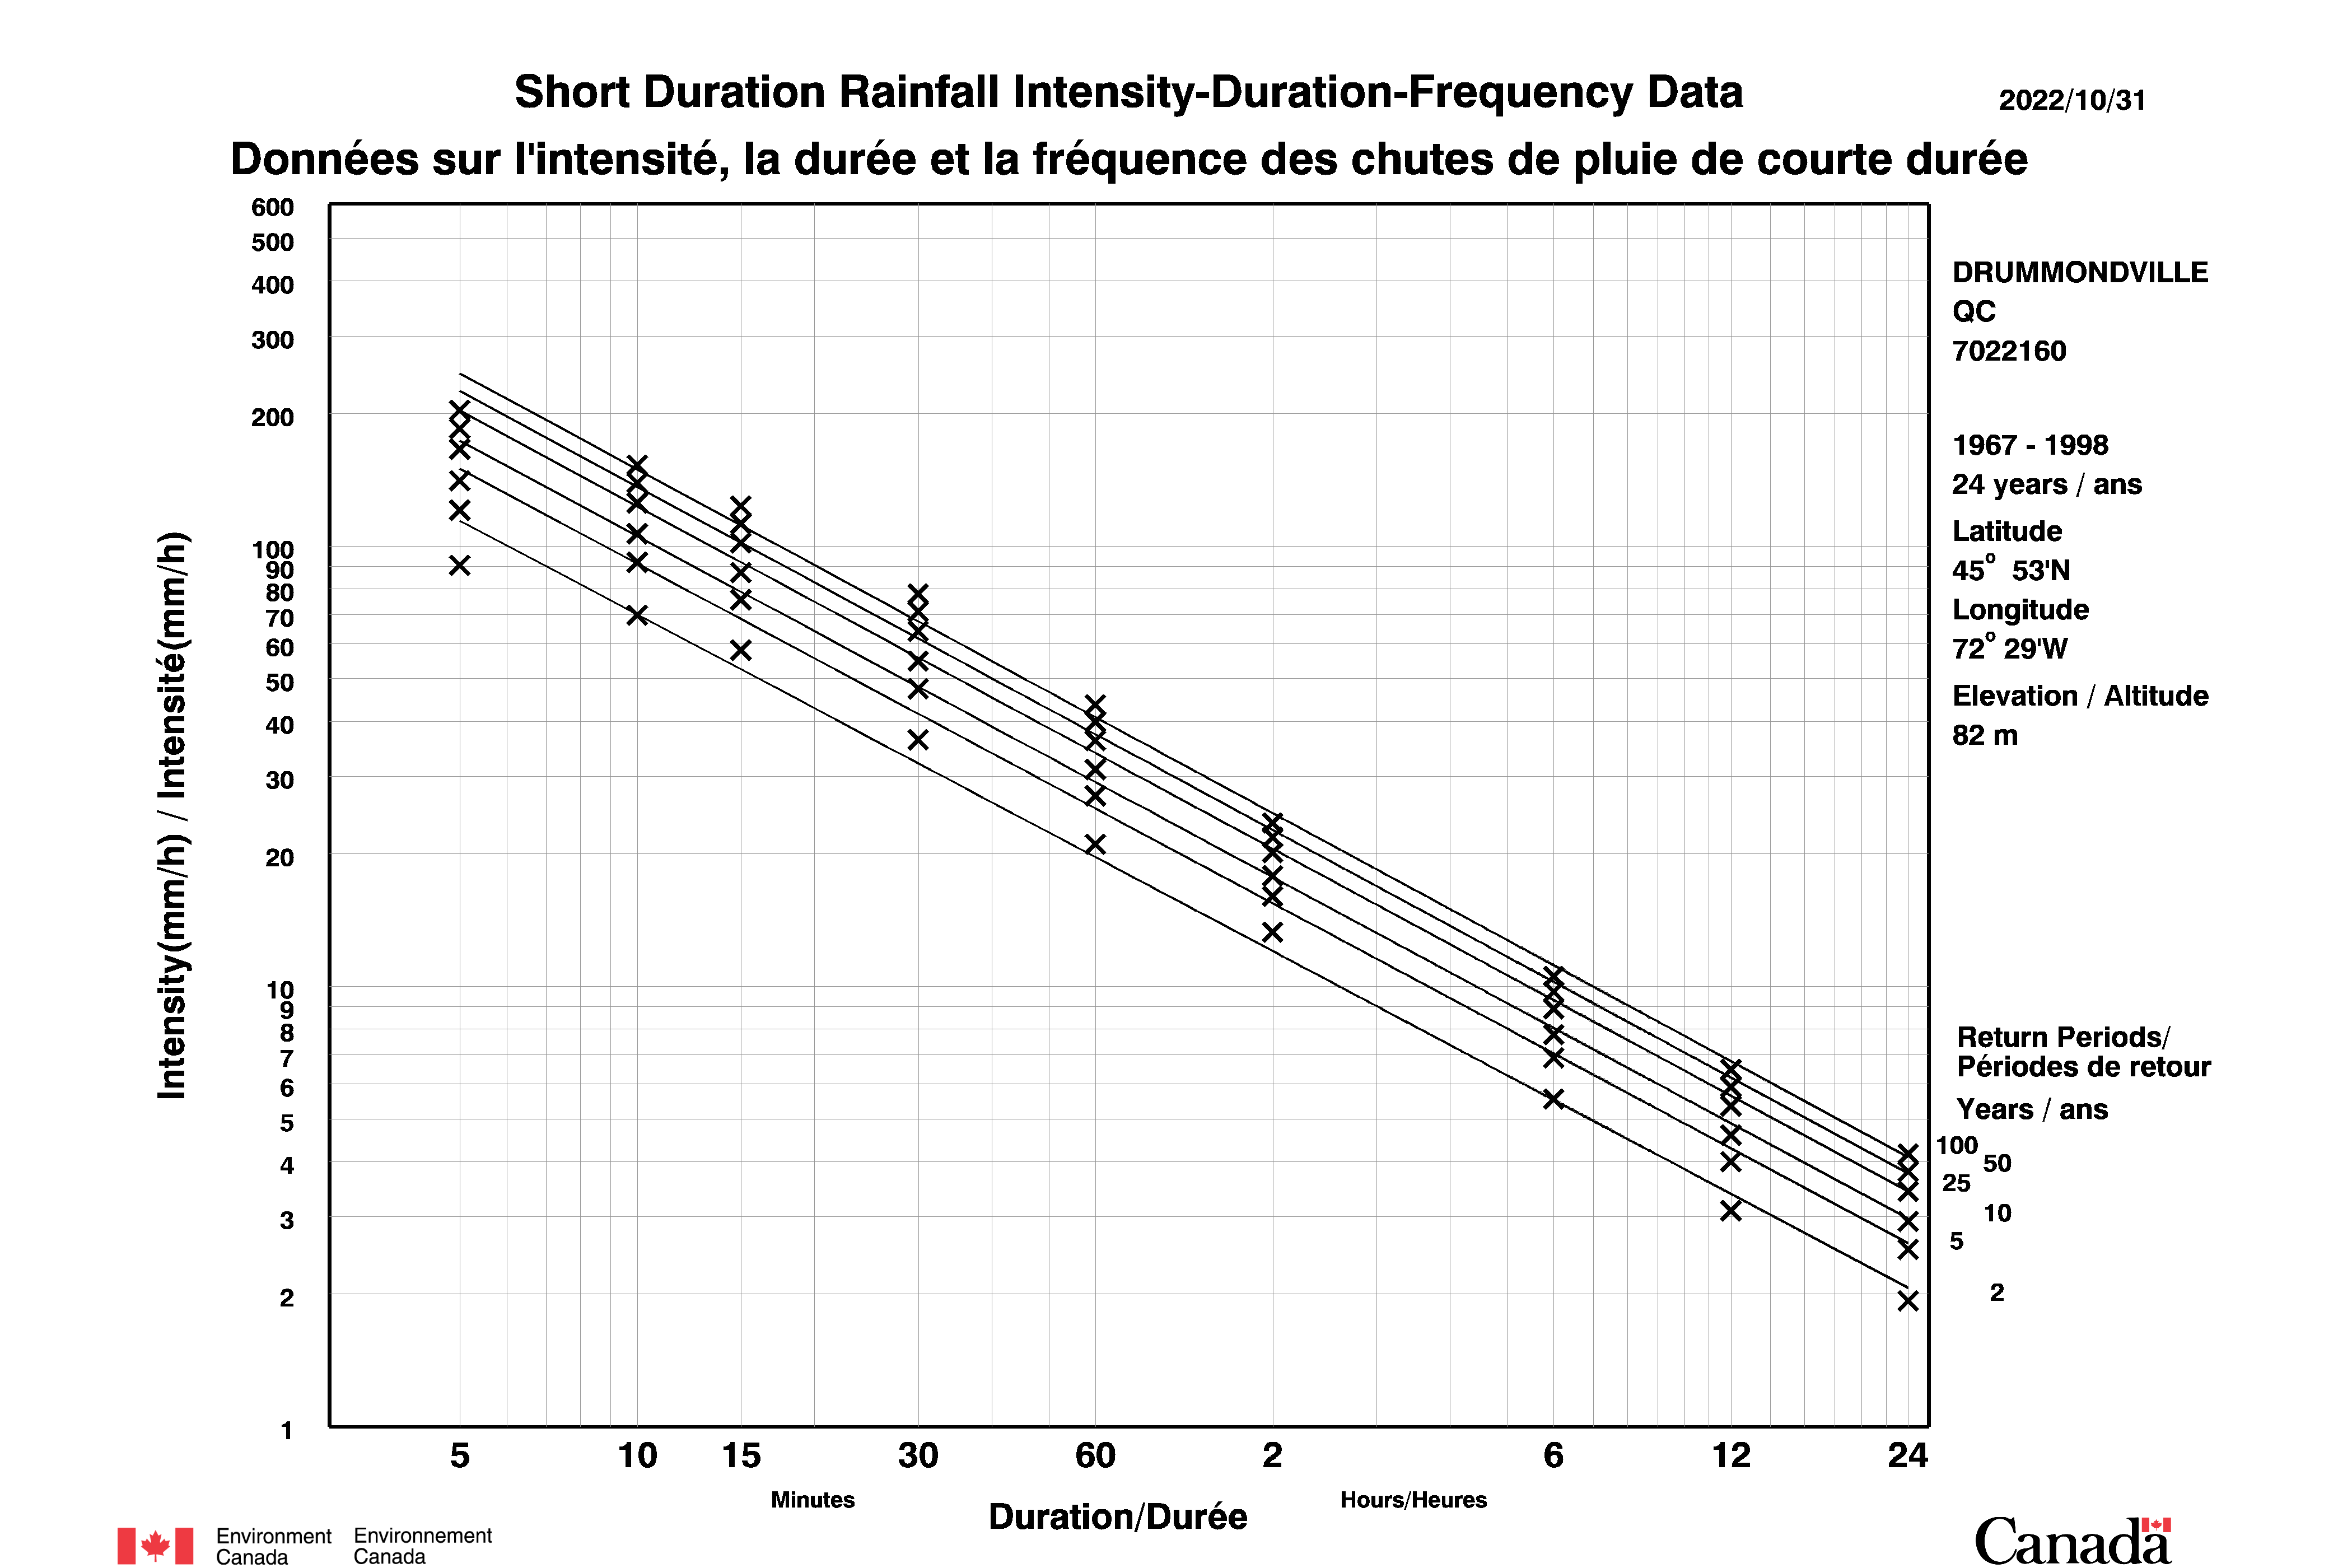 Short Duration Rainfall Intensity-Duration-Frequency Data
2022/10/31
Données sur l'intensité, la durée et la fréquence des chutes de pluie de courte durée
600
500
400
300
200
100
90
80
70
60
50
40
30
20
10
9
8
7
6
5
4
3
2
1
Intensity(mm/h) / Intensité(mm/h)
DRUMMONDVILLE
QC
7022160
1967 - 1998
24 years / ans
Latitude
45° 53'N
Longitude
72° 29'W
Elevation / Altitude
82 m
Return Periods/
Périodes de retour
Years / ans
100
50
25
10
5
2
5 10 15 30 60 2 6 12 24
Minutes
Hours/Heures
Duration/Durée
Environment
Canada
Environnement
Canada
Canada